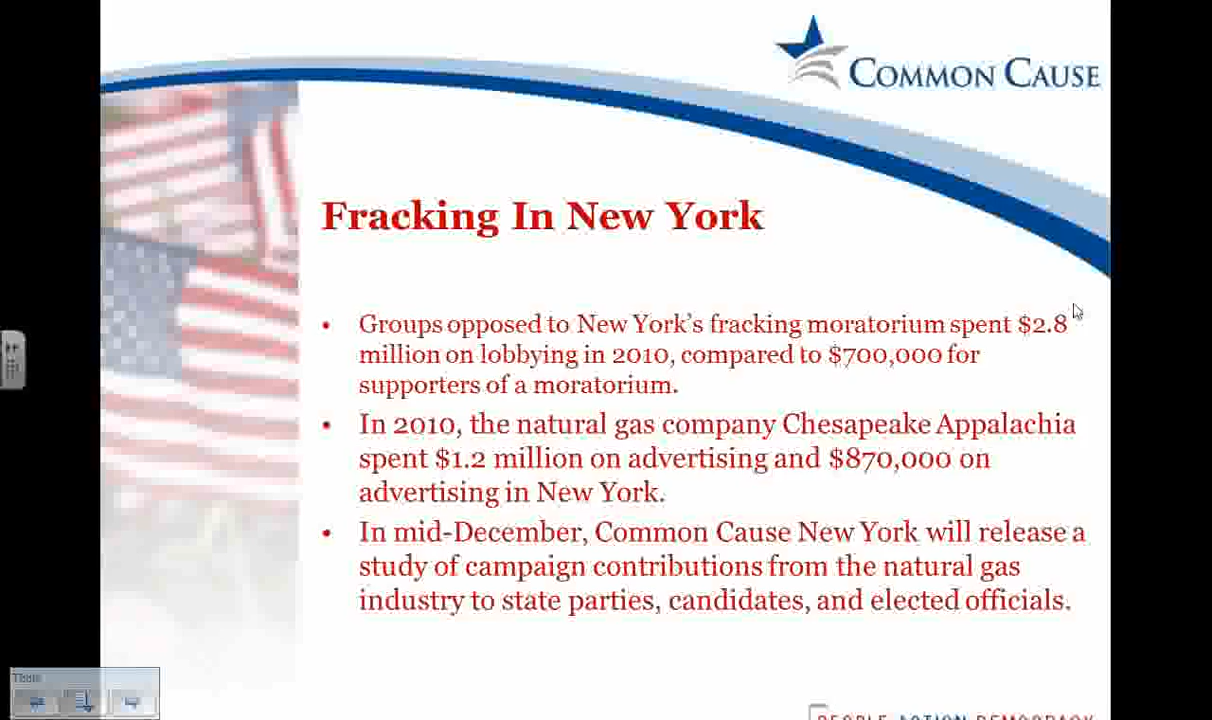 COMMON CAUSE
Fracking In New York
• Groups opposed to New York's fracking moratorium spent $2.8
million on lobbying in 2010, compared to $700,000 for
supporters of a moratorium.
• In 2010, the natural gas company Chesapeake Appalachia
spent $1.2 million on advertising and $870,000 on
advertising in New York.
• In mid-December, Common Cause New York will release a
study of campaign contributions from the natural gas
industry to state parties, candidates, and elected officials.
Tools
PEOPLE ACTION DEMOCRACY